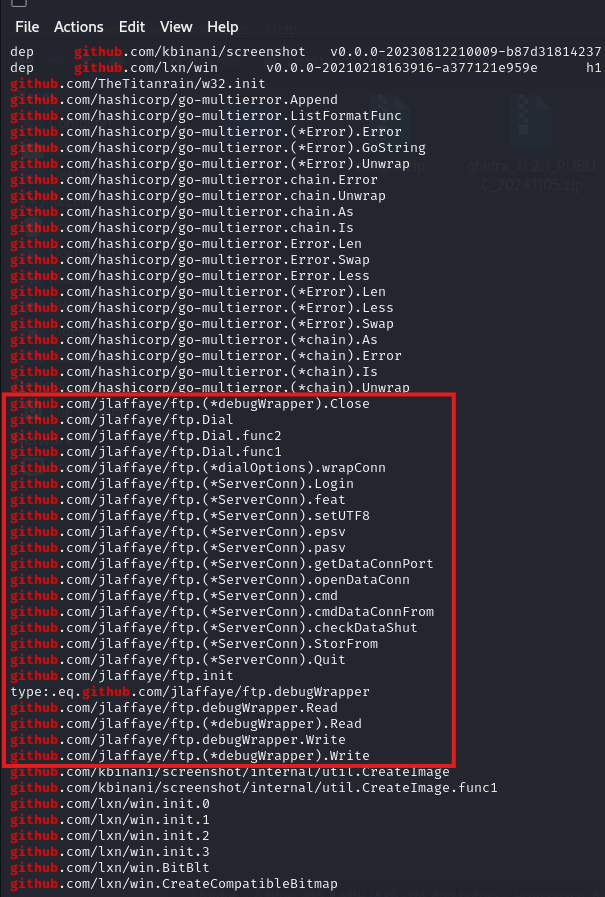 File Actions Edit View Help
dep github.com/kbinani/screenshot v0.0.0-20230812210009-b87d31814237
dep github.com/lxn/win v0.0.0-20210218163916-a377121e959e h1
github.com/TheTitanrain/w32.init
github.com/hashicorp/go-multierror.Append
github.com/hashicorp/go-multierror.ListFormatFunc
github.com/hashicorp/go-multierror.(*Error).Error
github.com/hashicorp/go-multierror.(*Error).GoString
github.com/hashicorp/go-multierror.(*Error).Unwrap
github.com/hashicorp/go-multierror.chain.Error
github.com/hashicorp/go-multierror.chain.Unwrap
github.com/hashicorp/go-multierror.chain.As
github.com/hashicorp/go-multierror.chain.Is
github.com/hashicorp/go-multierror.Error.Len
github.com/hashicorp/go-multierror.Error.Swap
github.com/hashicorp/go-multierror.Error.Less
github.com/hashicorp/go-multierror.(*Error).Len
github.com/hashicorp/go-multierror.(*Error).Less
github.com/hashicorp/go-multierror.(*Error).Swap
github.com/hashicorp/go-multierror.(*chain).As
github.com/hashicorp/go-multierror.(*chain).Error
github.com/hashicorp/go-multierror.(*chain).Is
github.com/hashicorp/go-multierror.(*chain).Unwrap
github.com/jlaffaye/ftp.(*debugWrapper).Close
github.com/jlaffaye/ftp.Dial
github.com/jlaffaye/ftp.Dial.func2
github.com/jlaffaye/ftp.Dial.func1
github.com/jlaffaye/ftp.(*dialOptions).wrapConn
github.com/jlaffaye/ftp.(*ServerConn).Login
github.com/jlaffaye/ftp.(*ServerConn).feat
github.com/jlaffaye/ftp.(*ServerConn).setUTF8
github.com/jlaffaye/ftp.(*ServerConn).epsv
github.com/jlaffaye/ftp.(*ServerConn).pasv
github.com/jlaffaye/ftp.(*ServerConn).getDataConnPort
github.com/jlaffaye/ftp.(*ServerConn).openDataConn
github.com/jlaffaye/ftp.(*ServerConn).cmd
github.com/jlaffaye/ftp.(*ServerConn).cmdDataConnFrom
github.com/jlaffaye/ftp.(*ServerConn).checkDataShut
github.com/jlaffaye/ftp.(*ServerConn).StorFrom
github.com/jlaffaye/ftp.(*ServerConn).Quit
github.com/jlaffaye/ftp.init
type:.eq.github.com/jlaffaye/ftp.debugWrapper
github.com/jlaffaye/ftp.debugWrapper.Read
github.com/jlaffaye/ftp.(*debugWrapper).Read
github.com/jlaffaye/ftp.debugWrapper.Write
github.com/jlaffaye/ftp.(*debugWrapper).Write
github.com/kbinani/screenshot/internal/util.CreateImage
github.com/kbinani/screenshot/internal/util.CreateImage.func1
github.com/lxn/win.init.0
github.com/lxn/win.init.1
github.com/lxn/win.init.2
github.com/lxn/win.init.3
github.com/lxn/win.BitBlt
github.com/lxn/win.CreateCompatibleBitmap
ghidra_11.2.1_PUBLI
C_20241105.zip